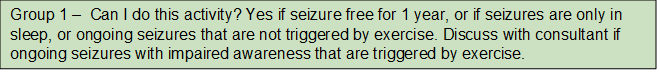 Group 1 –  Can I do this activity? Yes if seizure free for 1 year, or if seizures are only in
sleep, or ongoing seizures that are not triggered by exercise. Discuss with consultant if
ongoing seizures with impaired awareness that are triggered by exercise.